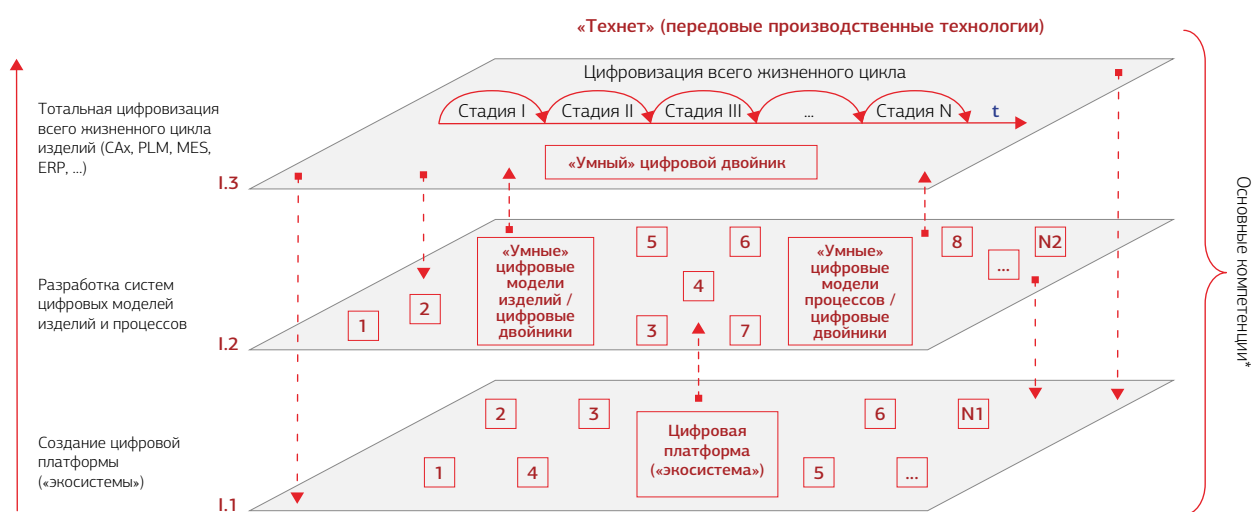 «Технет» (передовые производственные технологии)
Тотальная цифровизация
всего жизненного цикла
изделий (CAx, PLM, MES,
ERP, ...)
I.3
Цифровизация всего жизненного цикла
Стадия I
Стадия II
Стадия III
...
Стадия N
t
«Умный» цифровой двойник
Разработка систем
цифровых моделей
изделий и процессов
I.2
1
2
«Умные»
цифровые
модели
изделий /
цифровые
двойники
5
6
4
3
7
«Умные»
цифровые
модели
процессов /
цифровые
двойники
8
...
N2
Создание цифровой
платформы
(«экосистемы»)
I.1
2
3
1
4
Цифровая
платформа
(«экосистема»)
6
N1
5
...
Основные компетенции*